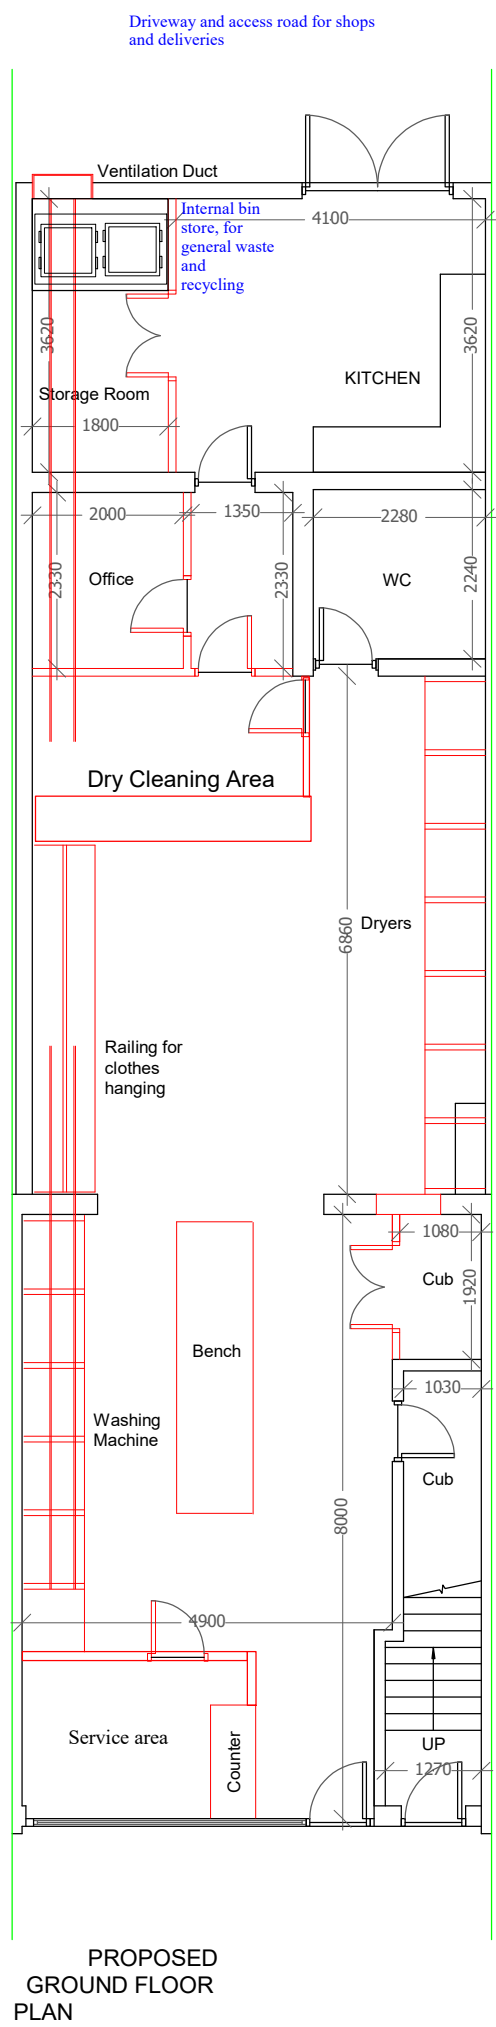 Driveway and access road for shops
and deliveries
Ventilation Duct
Internal bin
store, for
general waste
and
recycling
4100
3620
3620
KITCHEN
Storage Room
1800
2000
1350
2280
2330
Office
2330
WC
2240
Dry Cleaning Area
6860
Dryers
Railing for
clothes
hanging
1080
Cub
1920
Bench
1030
Washing
Machine
Cub
8000
4900
Service area
Counter
UP
1270
PROPOSED
GROUND FLOOR
PLAN